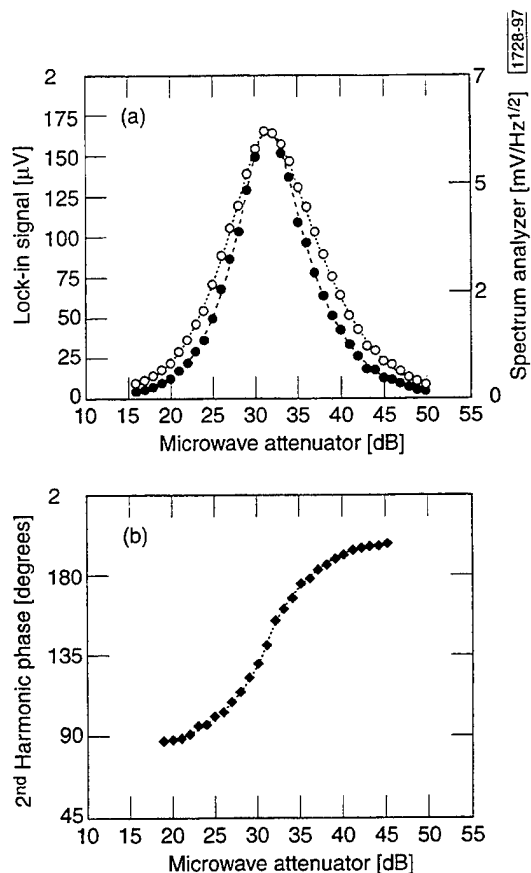 1728-97
(a)
2
175
150
125
100
75
50
25
0
Lock-in signal [μV]
7
5
2
0
Spectrum analyzer [mV/Hz1/2]
10 15 20 25 30 35 40 45 50 55
Microwave attenuator [dB]
(b)
2
180
135
90
45
2nd Harmonic phase [degrees]
10 15 20 25 30 35 40 45 50 55
Microwave attenuator [dB]